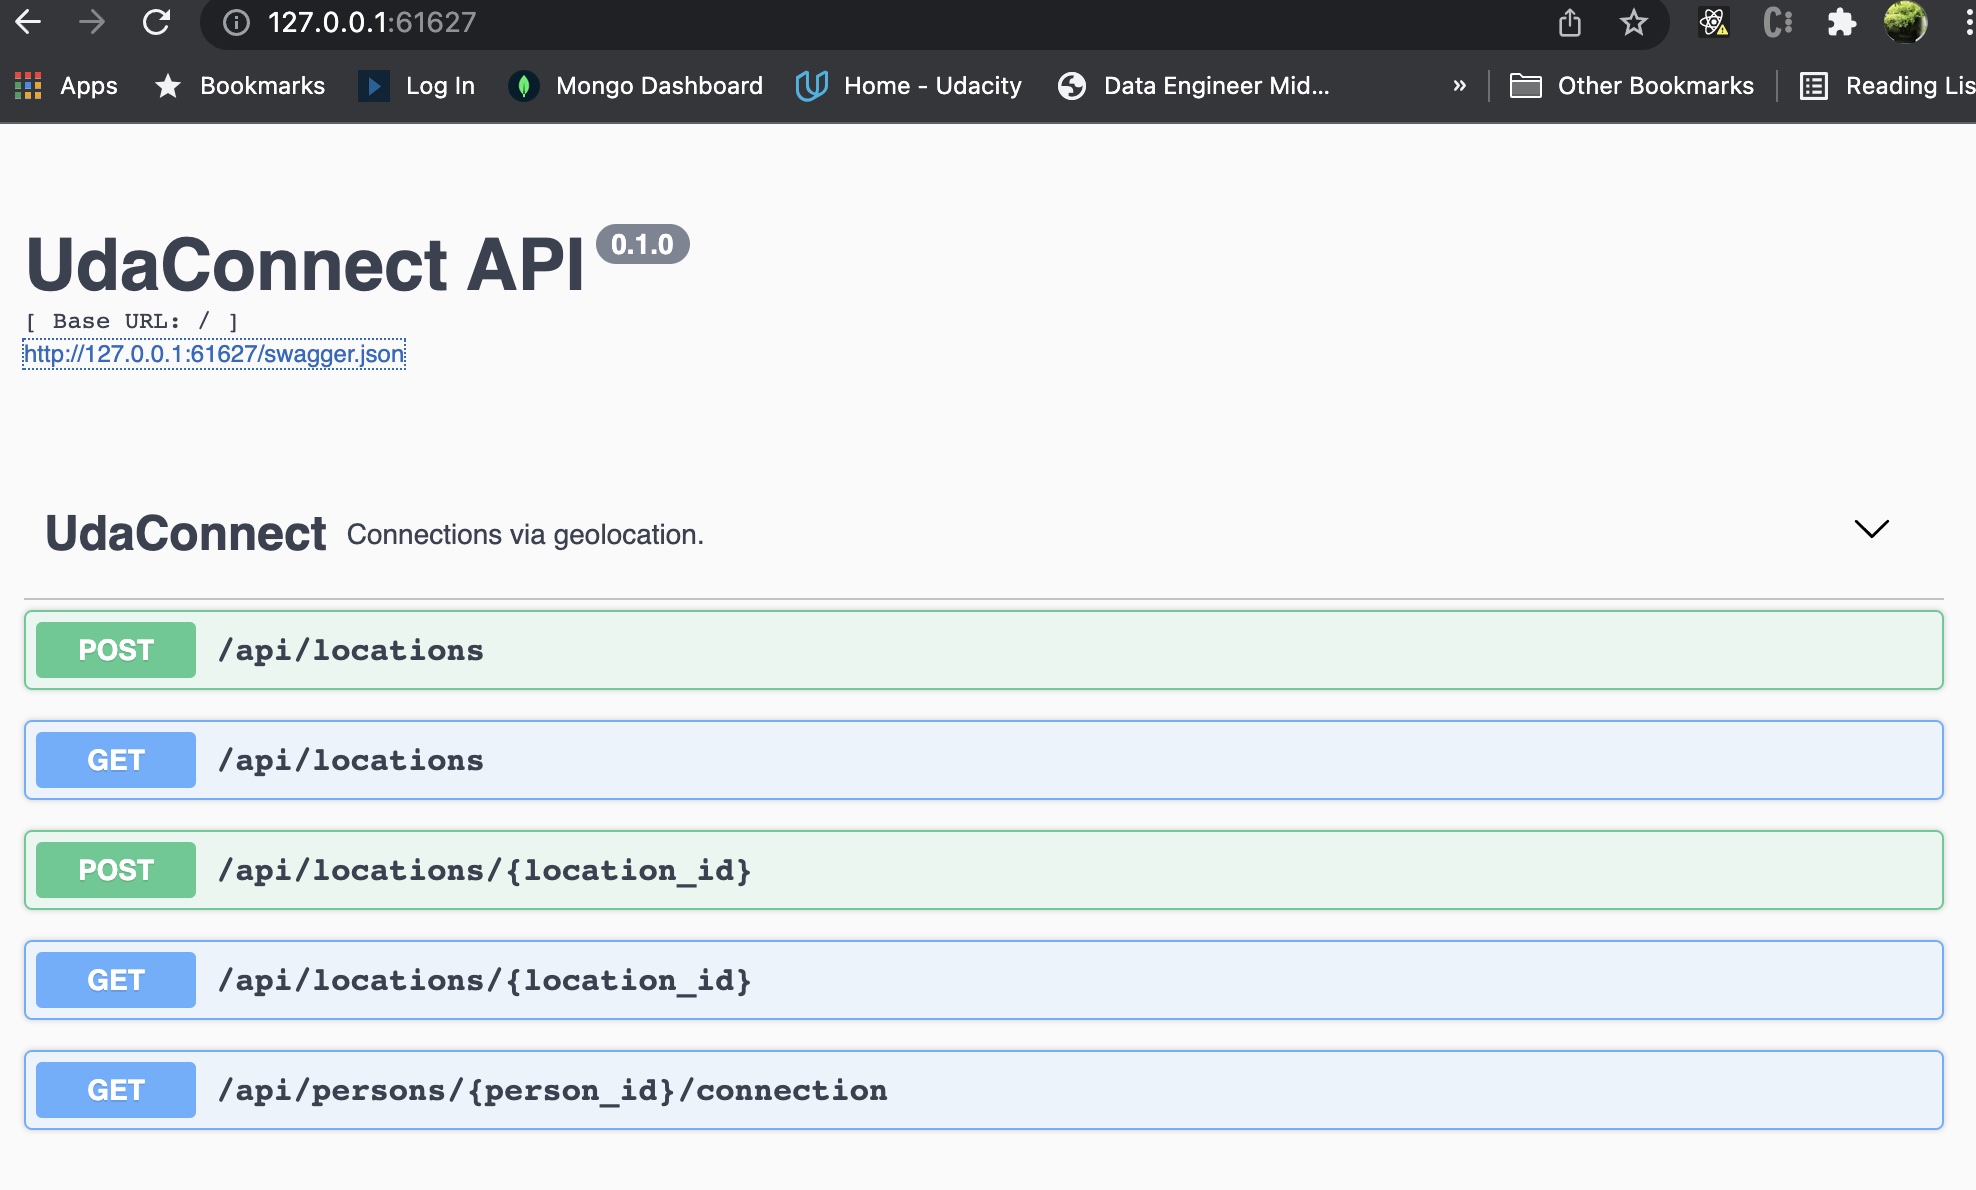 127.0.0.1:61627
Apps Bookmarks Log In Mongo Dashboard Home - Udacity Data Engineer Mid... » Other Bookmarks Reading Lis
UdaConnect API 0.1.0
[ Base URL: / ]
http://127.0.0.1:61627/swagger.json
UdaConnect Connections via geolocation.
POST /api/locations
GET /api/locations
POST /api/locations/{location_id}
GET /api/locations/{location_id}
GET /api/persons/{person_id}/connection